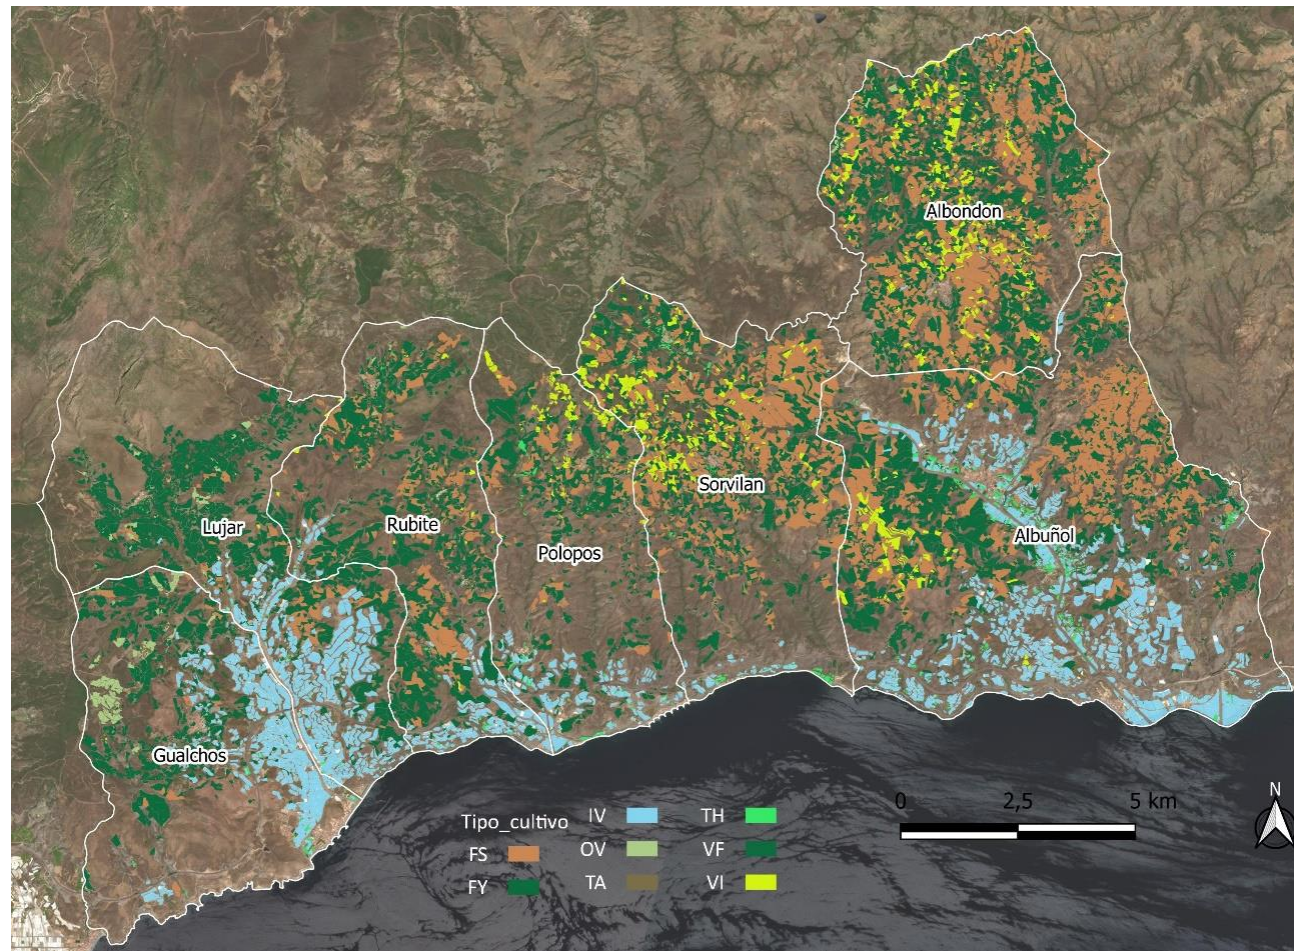 Albondon
Sorvilan
Lujar
Rubite
Albuñol
Polopos
Gualchos
N
0 2,5 5 km
Tipo_cultivo
IV TH
FS OV VF
FY TA VI